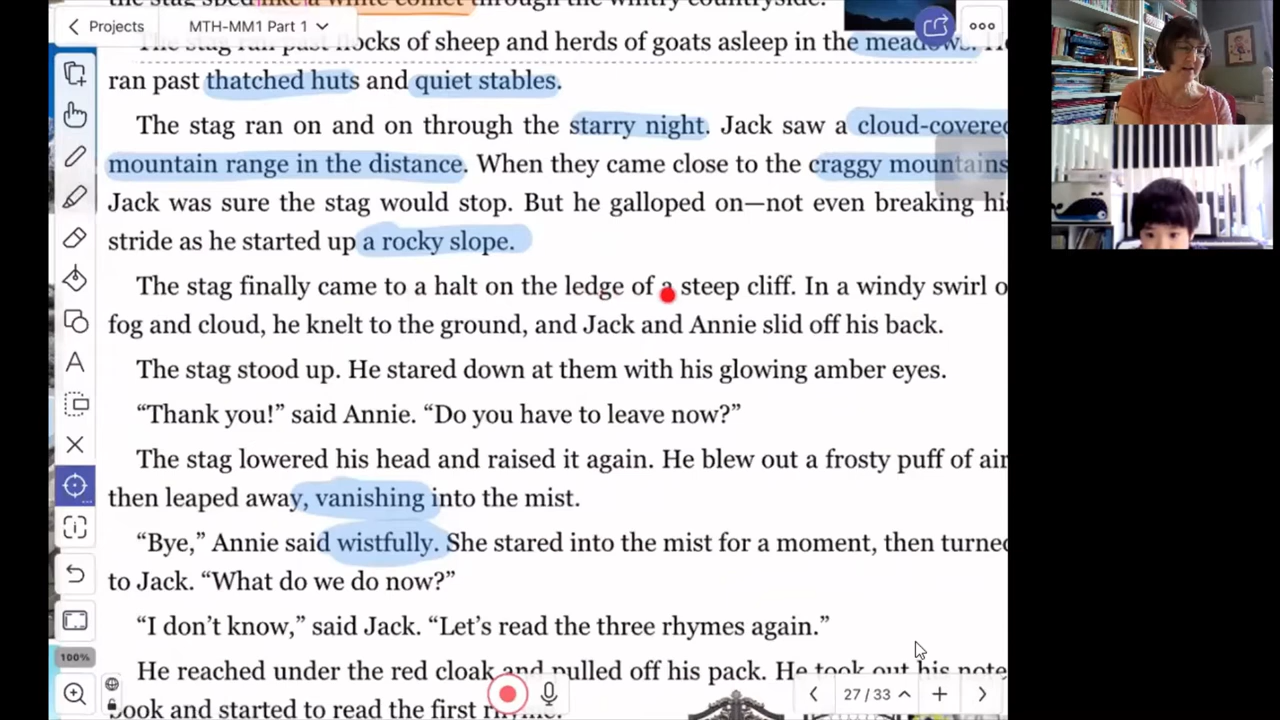 the stag sped like a white comet through the wintry countryside.
Projects
MTH-MM1 Part 1
The stag ran past flocks of sheep and herds of goats asleep in the meadows. He
ran past thatched huts and quiet stables.
The stag ran on and on through the starry night. Jack saw a cloud-covered
mountain range in the distance. When they came close to the craggy mountains
Jack was sure the stag would stop. But he galloped on—not even breaking his
stride as he started up a rocky slope.
The stag finally came to a halt on the ledge of a steep cliff. In a windy swirl o
fog and cloud, he knelt to the ground, and Jack and Annie slid off his back.
The stag stood up. He stared down at them with his glowing amber eyes.
“Thank you!” said Annie. “Do you have to leave now?”
The stag lowered his head and raised it again. He blew out a frosty puff of air
then leaped away, vanishing into the mist.
“Bye,” Annie said wistfully. She stared into the mist for a moment, then turned
to Jack. “What do we do now?”
“I don’t know,” said Jack. “Let’s read the three rhymes again.”
He reached under the red cloak and pulled off his pack. He took out his note
book and started to read the first rhyme.
100%
27 / 33